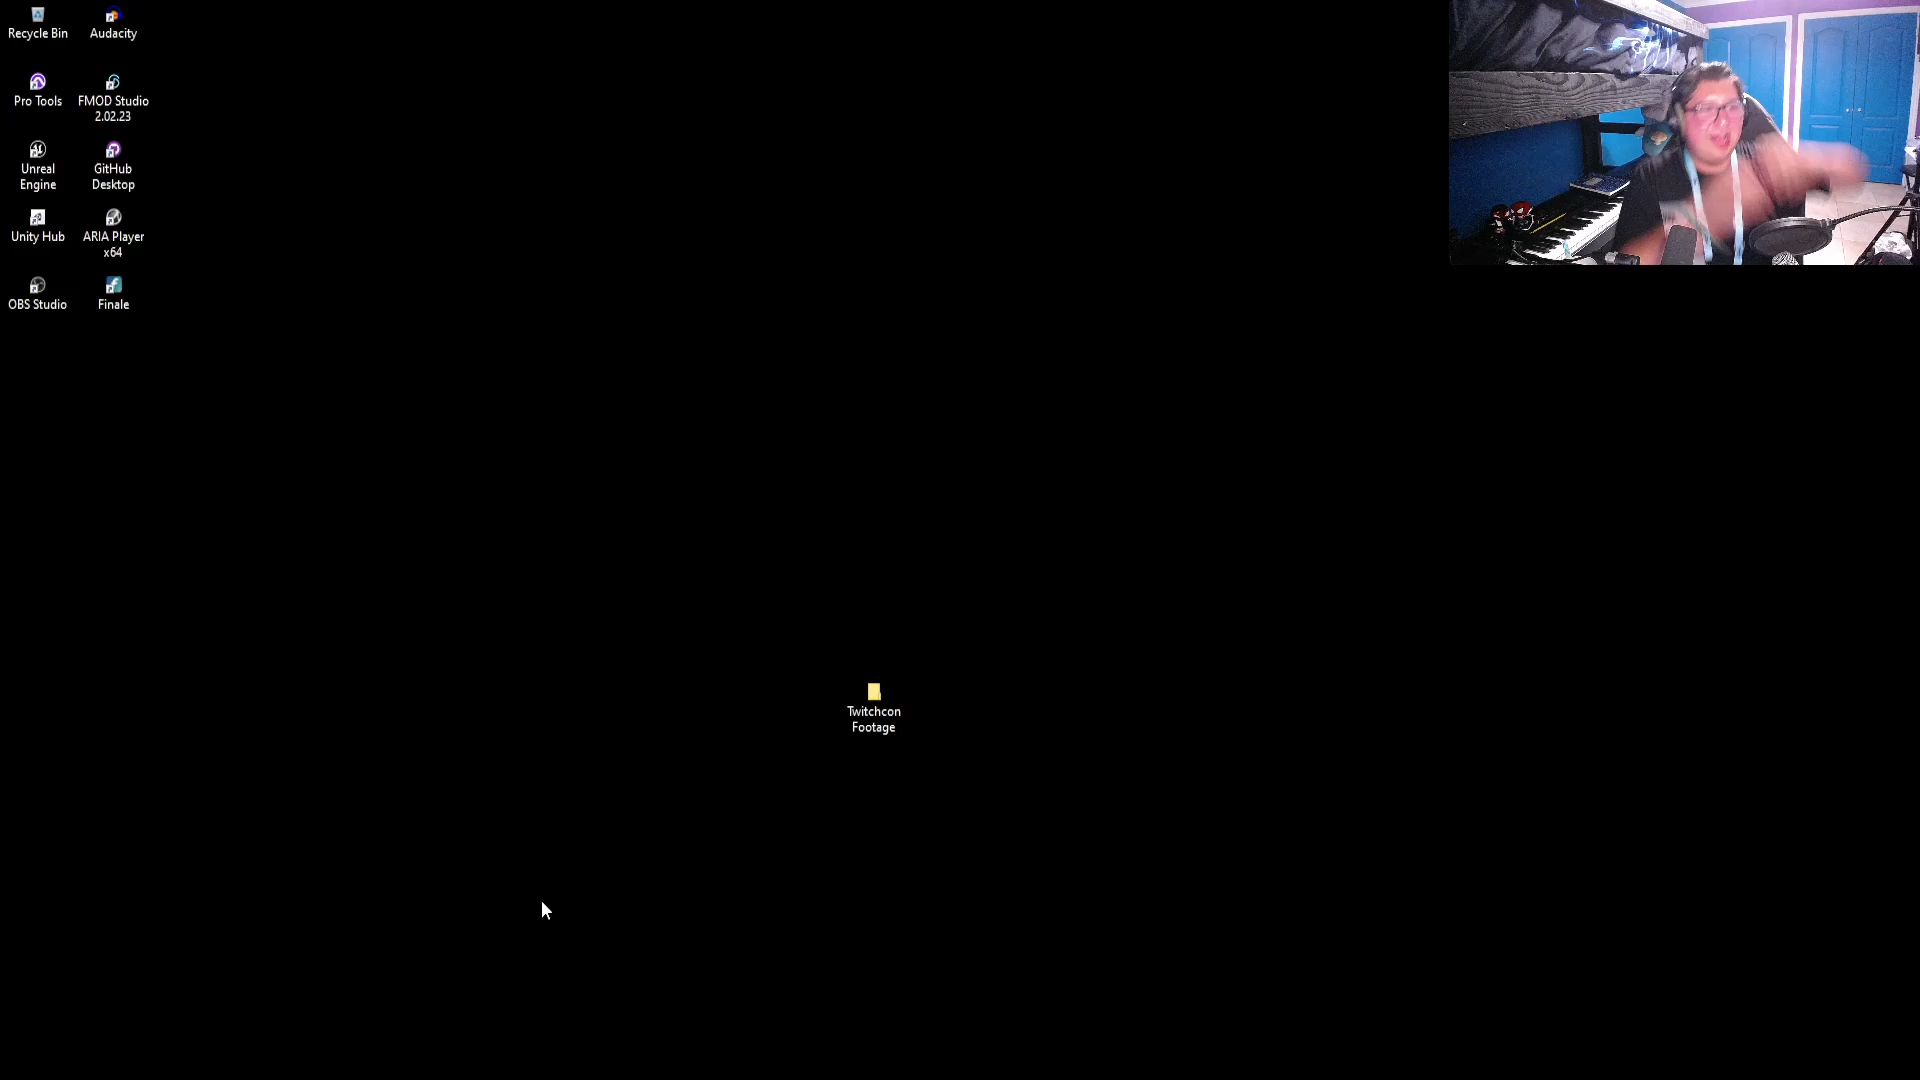 Recycle Bin
Audacity
Pro Tools
FMOD Studio
2.02.23
Unreal
Engine
GitHub
Desktop
Unity Hub
ARIA Player
x64
OBS Studio
Finale
Twitchcon
Footage